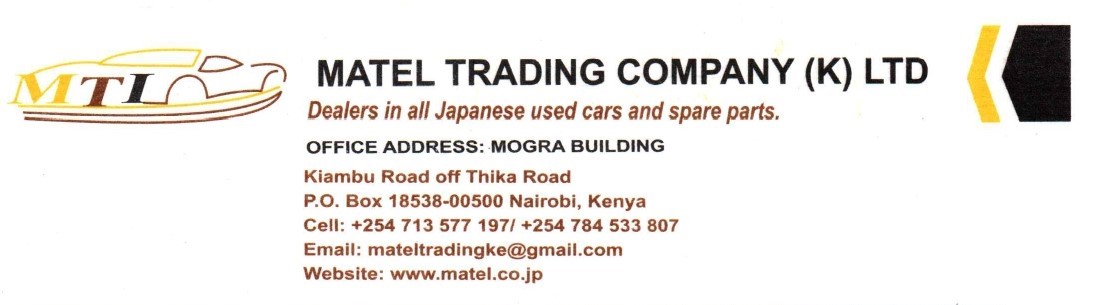 MTI
MATEL TRADING COMPANY (K) LTD
Dealers in all Japanese used cars and spare parts.
OFFICE ADDRESS: MOGRA BUILDING
Kiambu Road off Thika Road
P.O. Box 18538-00500 Nairobi, Kenya
Cell: +254 713 577 197/ +254 784 533 807
Email: mateltradingke@gmail.com
Website: www.matel.co.jp